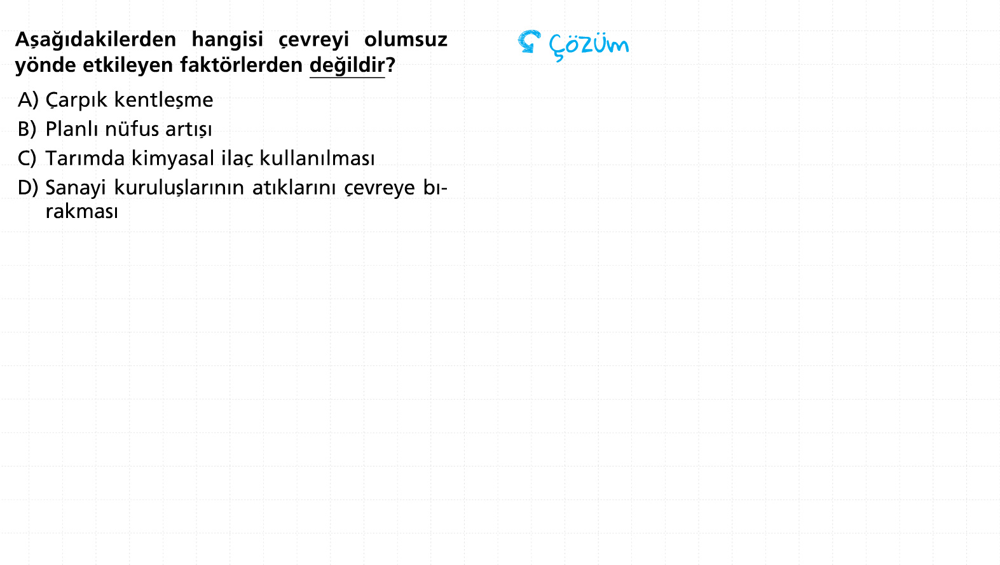 Aşağıdakilerden hangisi çevreyi olumsuz
yönde etkileyen faktörlerden değildir?
A) Çarpık kentleşme
B) Planlı nüfus artışı
C) Tarımda kimyasal ilaç kullanılması
D) Sanayi kuruluşlarının atıklarını çevreye bı-
rakması
Çözüm